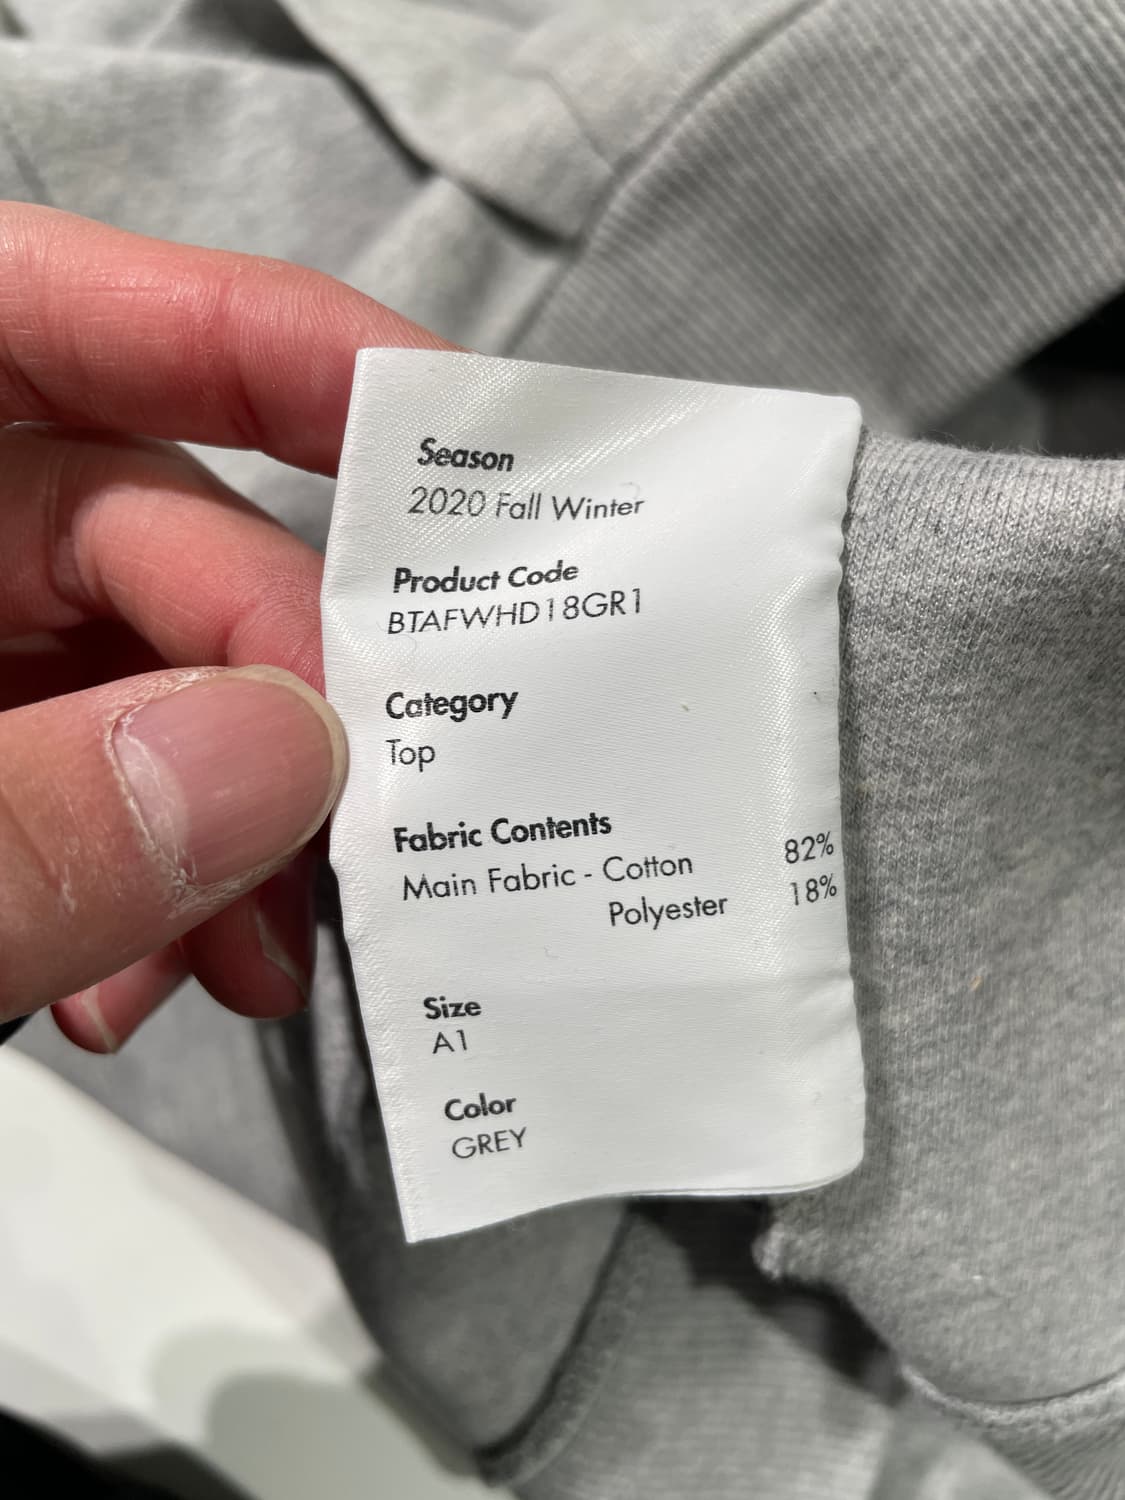 Season
2020 Fall Winter
Product Code
BTAFWHD18GR1
Category
Top
Fabric Contents
Main Fabric - Cotton 82%
Polyester 18%
Size
A1
Color
GREY